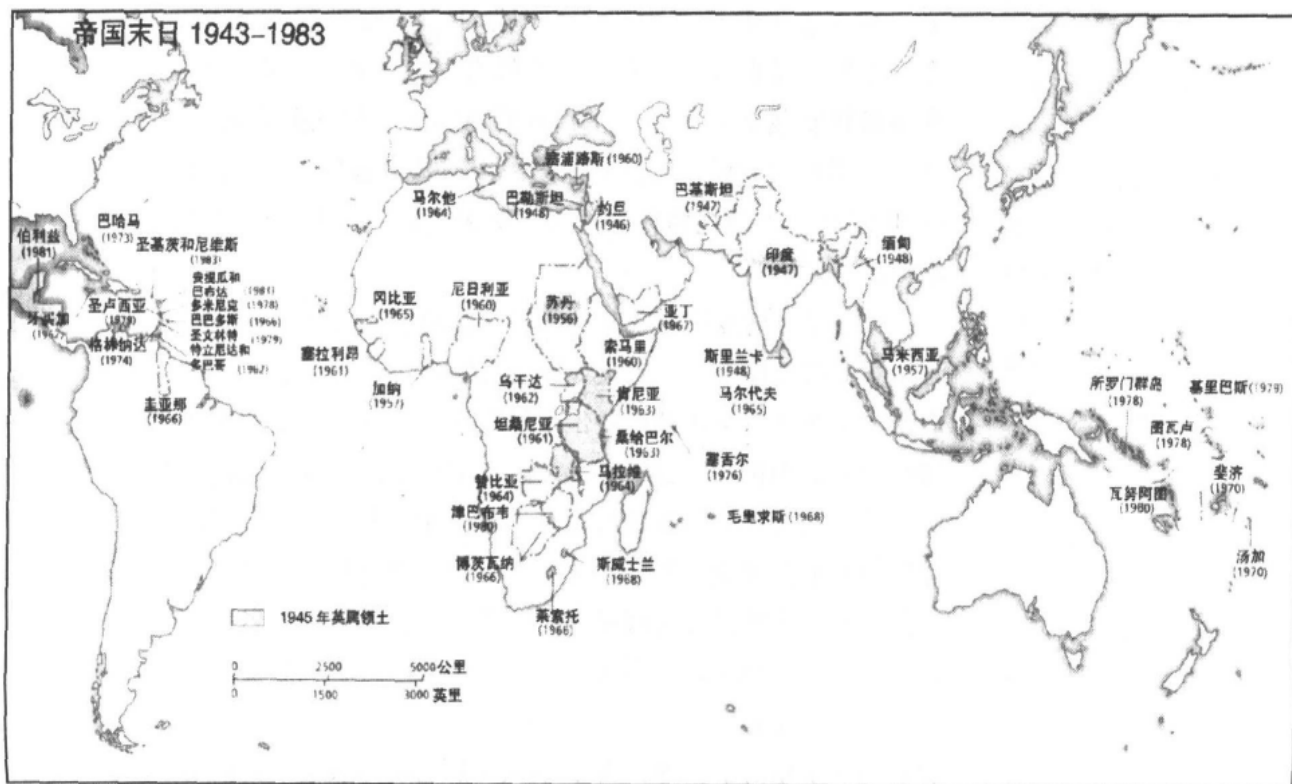 帝国末日 1943–1983
塞浦路斯 (1960)
马尔他
(1964)
巴勒斯坦
(1948)
约旦
(1946)
巴基斯坦
(1947)
印度
(1947)
缅甸
(1948)
巴哈马
(1973)
伯利兹
(1981)
圣基茨和尼维斯
(1983)
安提瓜和
巴布达 (1981)
多米尼克 (1978)
巴巴多斯 (1966)
圣文林特 (1979)
特立尼达和
多巴哥 (1962)
圣卢西亚
(1979)
牙买加
格林纳达
(1974)
圭亚那
(1966)
冈比亚
(1965)
尼日利亚
(1960)
苏丹
(1956)
亚丁
(1867)
塞拉利昂
(1961)
加纳
(1957)
索马里
(1960)
乌干达
(1962)
肯尼亚
(1963)
坦桑尼亚
(1961)
桑给巴尔
(1963)
赞比亚
(1964)
马拉维
(1964)
津巴布韦
(1980)
博茨瓦纳
(1966)
斯威士兰
(1968)
莱索托
(1966)
斯里兰卡
(1948)
马尔代夫
(1965)
塞舌尔
(1976)
毛里求斯 (1968)
马来西亚
(1957)
所罗门群岛
(1978)
基里巴斯 (1979)
图瓦卢
(1978)
斐济
(1970)
瓦努阿图
(1980)
汤加
(1970)
1945 年英属领土
0 2500 5000 公里
0 1500 3000 英里